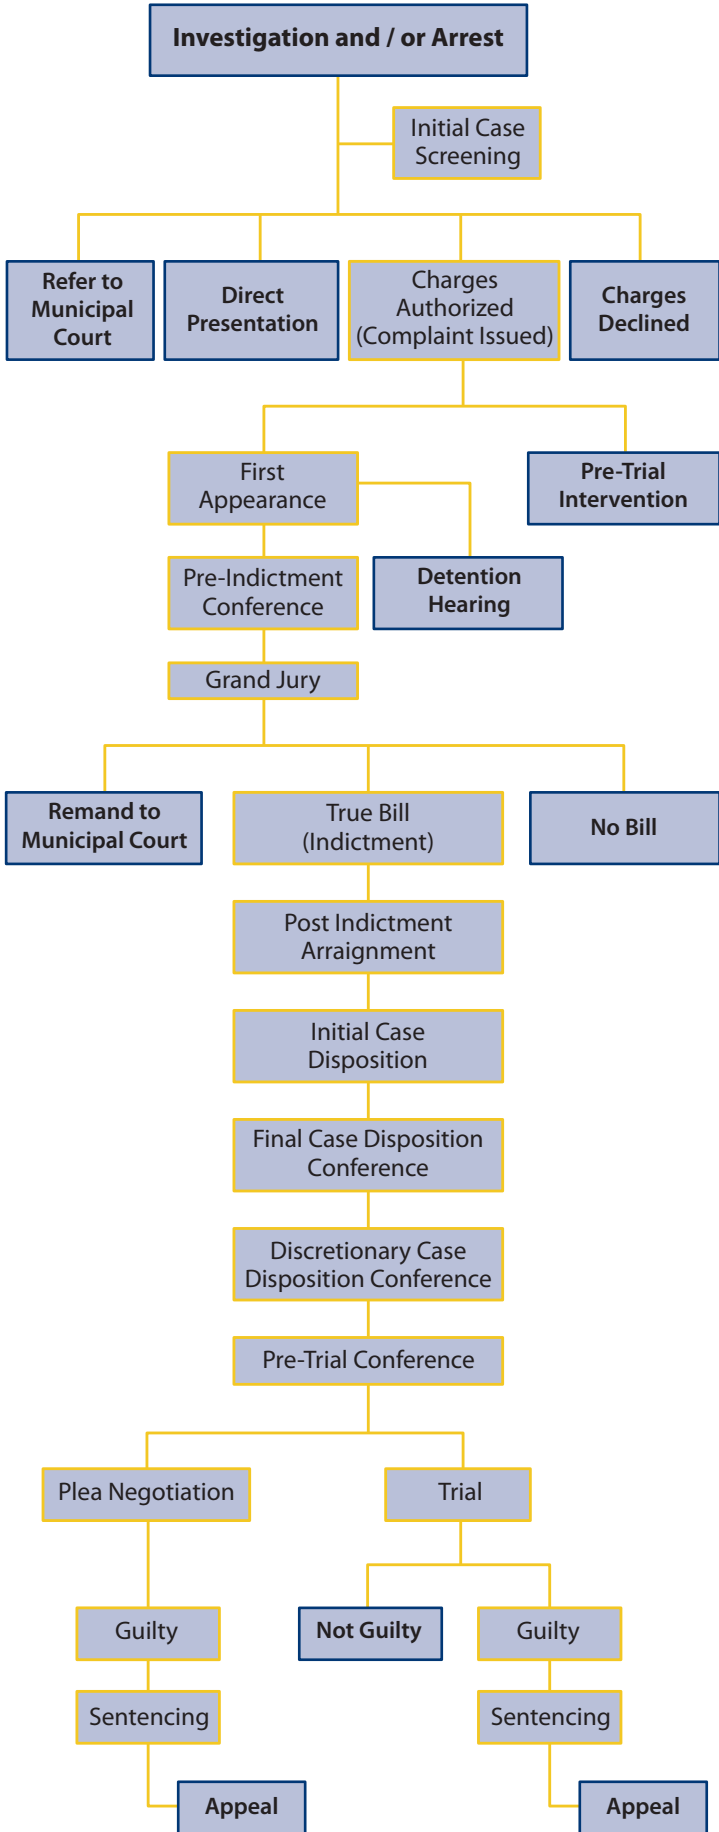 Investigation and / or Arrest
Initial Case
Screening
Refer to
Municipal
Court
Direct
Presentation
Charges
Authorized
(Complaint Issued)
Charges
Declined
First
Appearance
Pre-Trial
Intervention
Pre-Indictment
Conference
Detention
Hearing
Grand Jury
Remand to
Municipal Court
True Bill
(Indictment)
No Bill
Post Indictment
Arraignment
Initial Case
Disposition
Final Case Disposition
Conference
Discretionary Case
Disposition Conference
Pre-Trial Conference
Plea Negotiation
Trial
Guilty
Not Guilty
Guilty
Sentencing
Sentencing
Appeal
Appeal